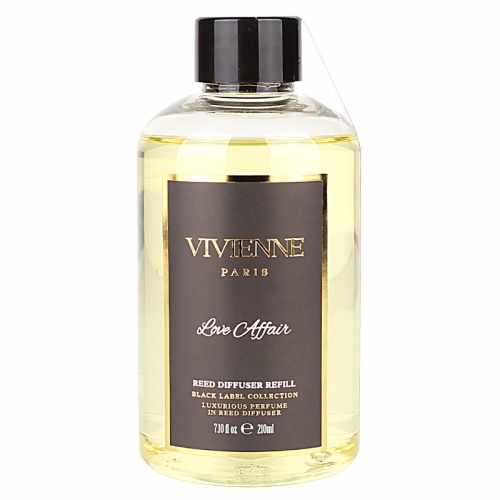 VIVIENNE
PARIS
Love Affair
REED DIFFUSER REFILL
BLACK LABEL COLLECTION
LUXURIOUS PERFUME
IN REED DIFFUSER
7.10 fl oz ℮ 210ml